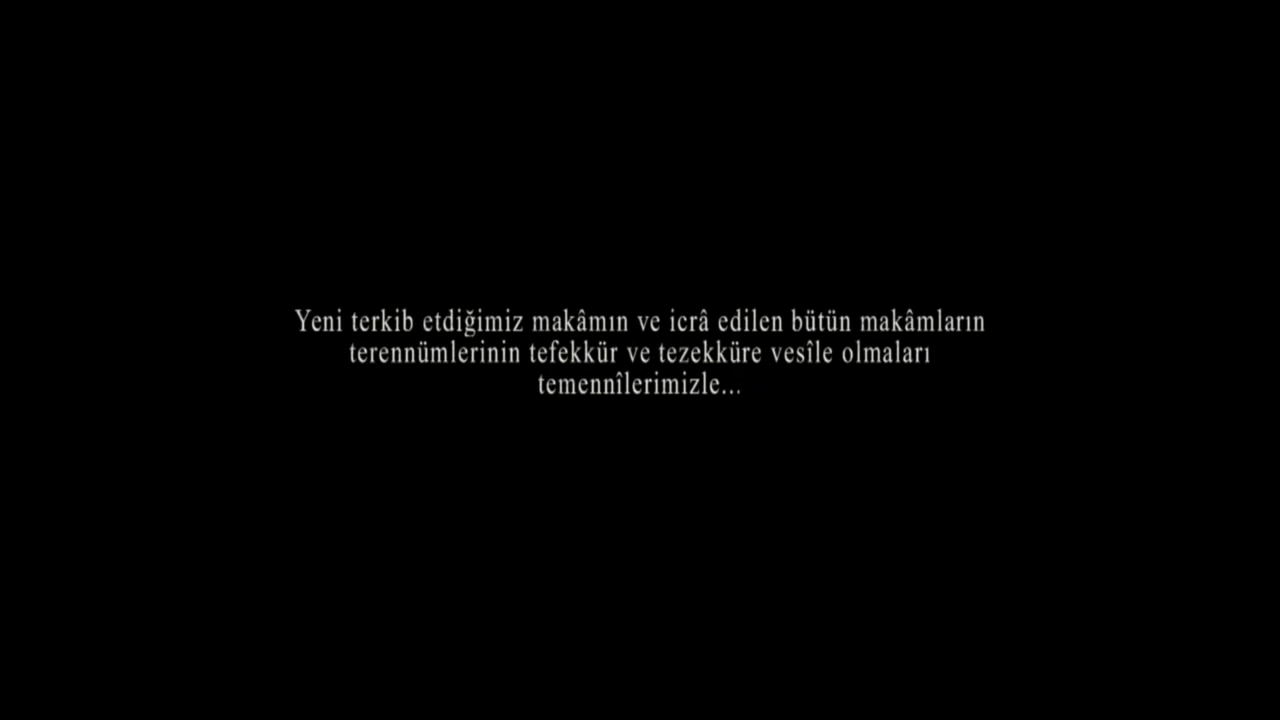 Yeni terkib etdiğimiz makâmın ve icrâ edilen bütün makâmların
terennümlerinin tefekkür ve tezekküre vesîle olmaları
temennîlerimizle...